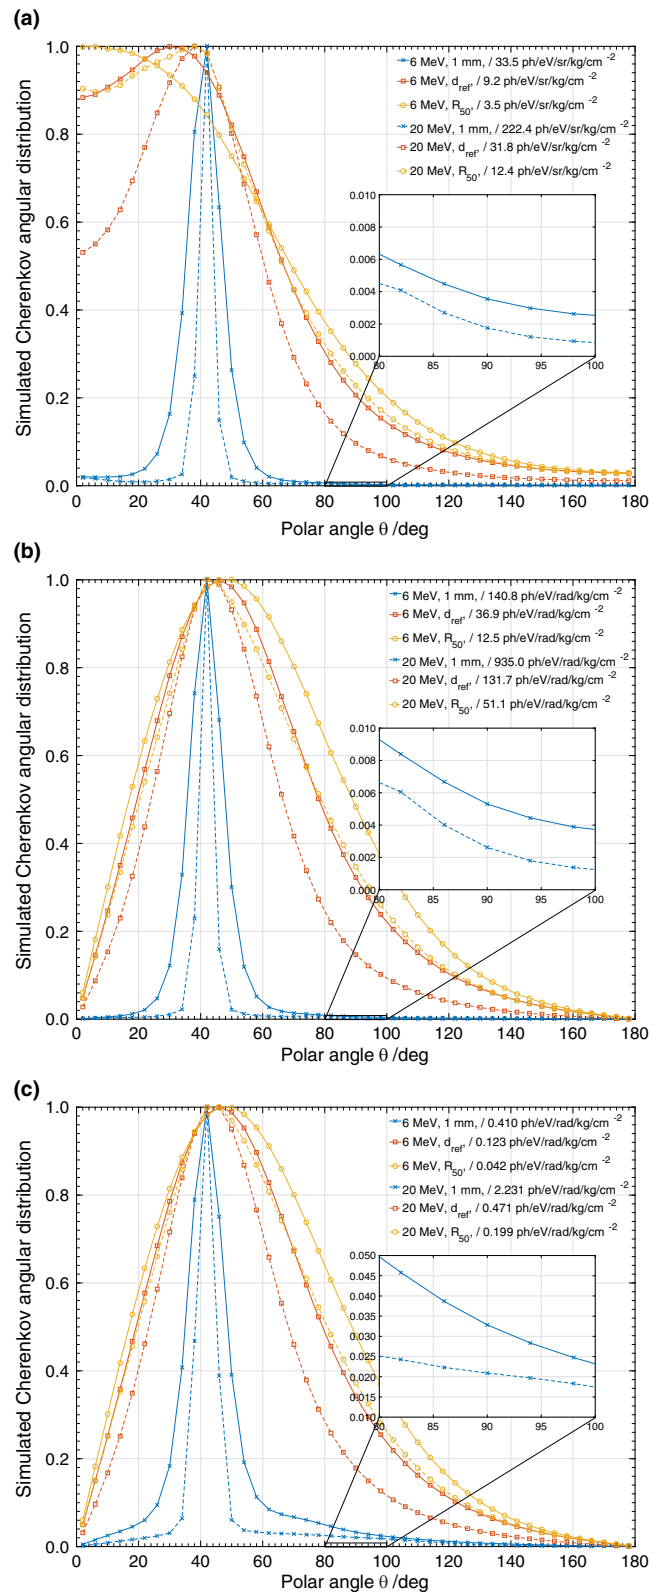 (a)
1.0
0.8
0.6
0.4
0.2
0.0
Simulated Cherenkov angular distribution
6 MeV, 1 mm, / 33.5 ph/eV/sr/kg/cm -2
6 MeV, dref, / 9.2 ph/eV/sr/kg/cm -2
6 MeV, R50, / 3.5 ph/eV/sr/kg/cm -2
20 MeV, 1 mm, / 222.4 ph/eV/sr/kg/cm -2
20 MeV, dref, / 31.8 ph/eV/sr/kg/cm -2
20 MeV, R50, / 12.4 ph/eV/sr/kg/cm -2
0.010
0.008
0.006
0.004
0.002
0.000
80 85 90 95 100
0 20 40 60 80 100 120 140 160 180
Polar angle θ /deg
(b)
1.0
0.8
0.6
0.4
0.2
0.0
Simulated Cherenkov angular distribution
6 MeV, 1 mm, / 140.8 ph/eV/rad/kg/cm -2
6 MeV, dref, / 36.9 ph/eV/rad/kg/cm -2
6 MeV, R50, / 12.5 ph/eV/rad/kg/cm -2
20 MeV, 1 mm, / 935.0 ph/eV/rad/kg/cm -2
20 MeV, dref, / 131.7 ph/eV/rad/kg/cm -2
20 MeV, R50, / 51.1 ph/eV/rad/kg/cm -2
0.010
0.008
0.006
0.004
0.002
0.000
80 85 90 95 100
0 20 40 60 80 100 120 140 160 180
Polar angle θ /deg
(c)
1.0
0.8
0.6
0.4
0.2
0.0
Simulated Cherenkov angular distribution
6 MeV, 1 mm, / 0.410 ph/eV/rad/kg/cm -2
6 MeV, dref, / 0.123 ph/eV/rad/kg/cm -2
6 MeV, R50, / 0.042 ph/eV/rad/kg/cm -2
20 MeV, 1 mm, / 2.231 ph/eV/rad/kg/cm -2
20 MeV, dref, / 0.471 ph/eV/rad/kg/cm -2
20 MeV, R50, / 0.199 ph/eV/rad/kg/cm -2
0.050
0.045
0.040
0.035
0.030
0.025
0.020
0.015
0.010
80 85 90 95 100
0 20 40 60 80 100 120 140 160 180
Polar angle θ /deg